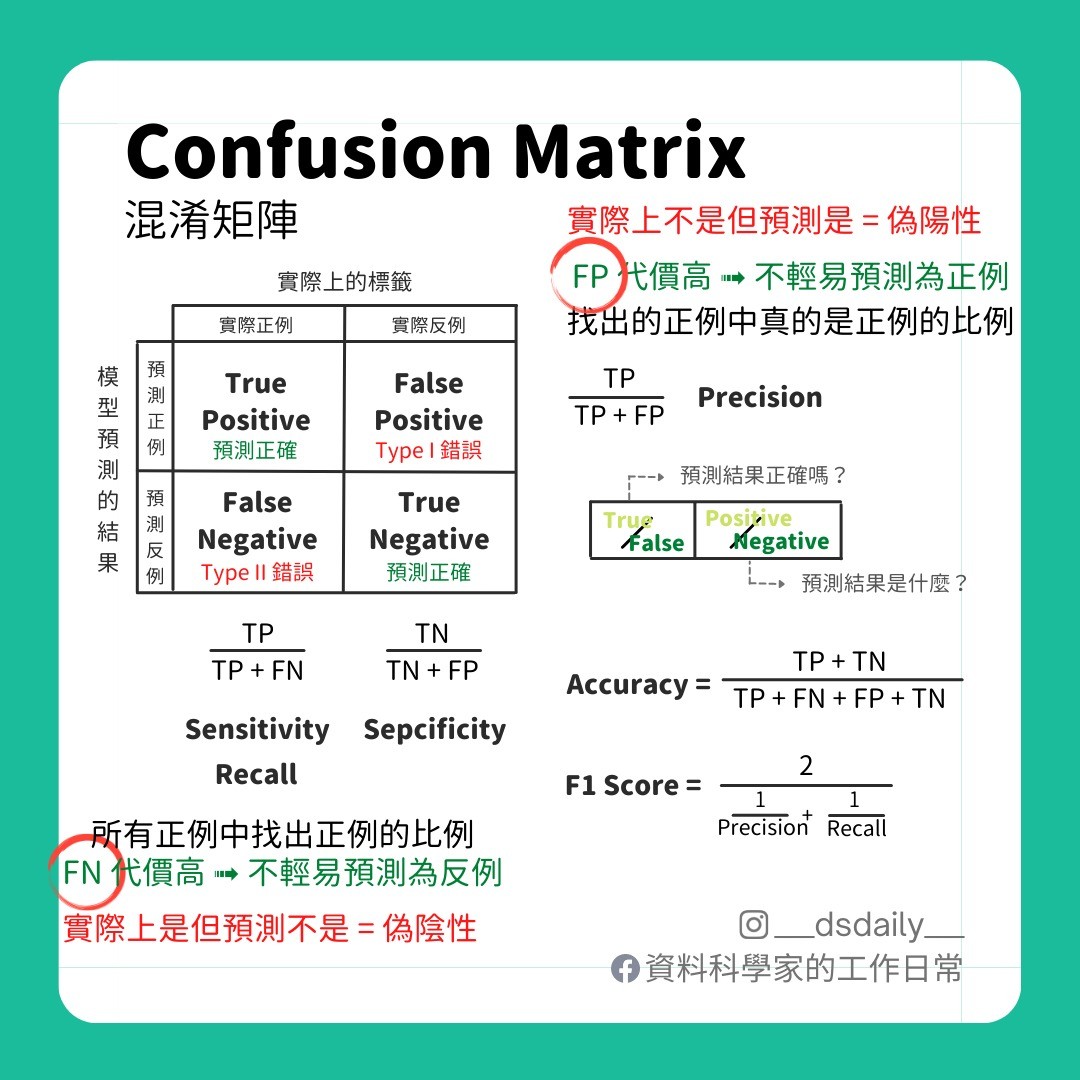 Confusion Matrix
混淆矩陣
實際上的標籤
實際正例 實際反例
模型預測的結果
預測正例
True Positive
預測正確
False Positive
Type I 錯誤
預測反例
False Negative
Type II 錯誤
True Negative
預測正確
TP
TP + FN
Sensitivity
Recall
TN
TN + FP
Sepcificity
所有正例中找出正例的比例
FN 代價高 ➟ 不輕易預測為反例
實際上是但預測不是 = 偽陰性
實際上不是但預測是 = 偽陽性
FP 代價高 ➟ 不輕易預測為正例
找出的正例中真的是正例的比例
TP
TP + FP
Precision
預測結果正確嗎？
True / False
Positive / Negative
預測結果是什麼？
Accuracy =
TP + TN
TP + FN + FP + TN
F1 Score =
2
1 + 1
Precision Recall
___dsdaily___
資料科學家的工作日常